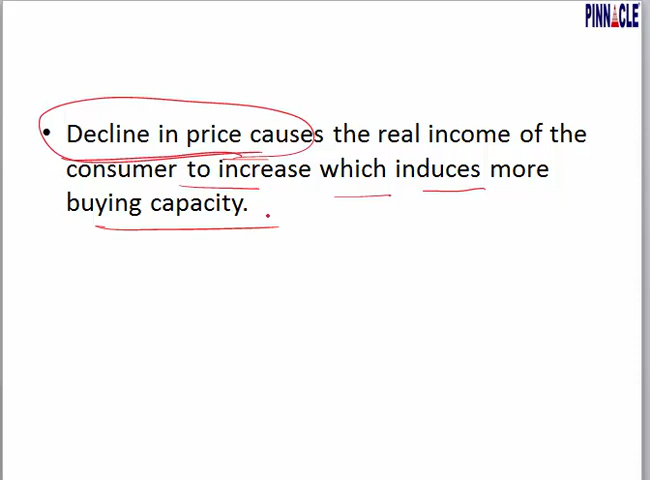 PINNACLE
• Decline in price causes the real income of the
consumer to increase which induces more
buying capacity.